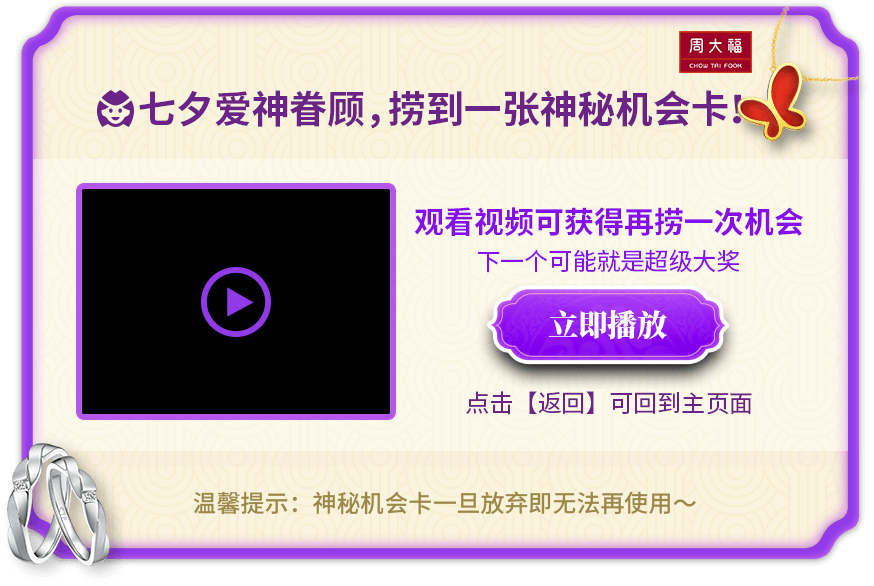 周大福
CHOW TAI FOOK
七夕爱神眷顾，捞到一张神秘机会卡！
观看视频可获得再捞一次机会
下一个可能就是超级大奖
立即播放
点击【返回】可回到主页面
温馨提示：神秘机会卡一旦放弃即无法再使用～